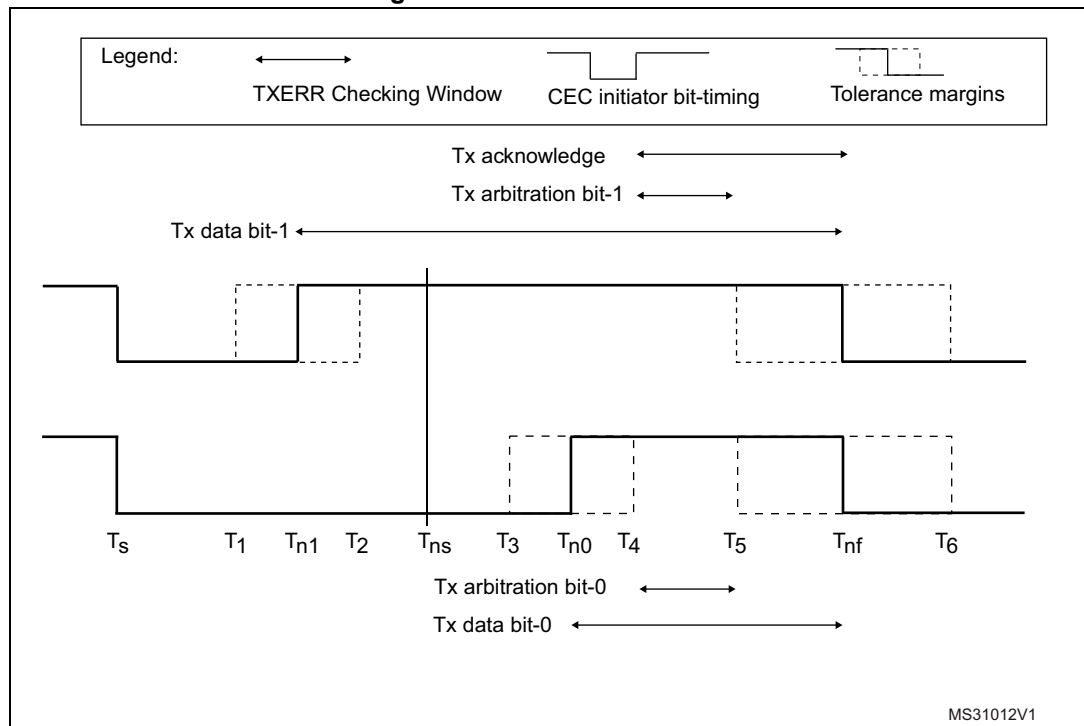 Legend:
TXERR Checking Window
CEC initiator bit-timing
Tolerance margins
Tx acknowledge
Tx arbitration bit-1
Tx data bit-1
Ts T1 Tn1 T2 Tns T3 Tn0 T4 T5 Tnf T6
Tx arbitration bit-0
Tx data bit-0
MS31012V1